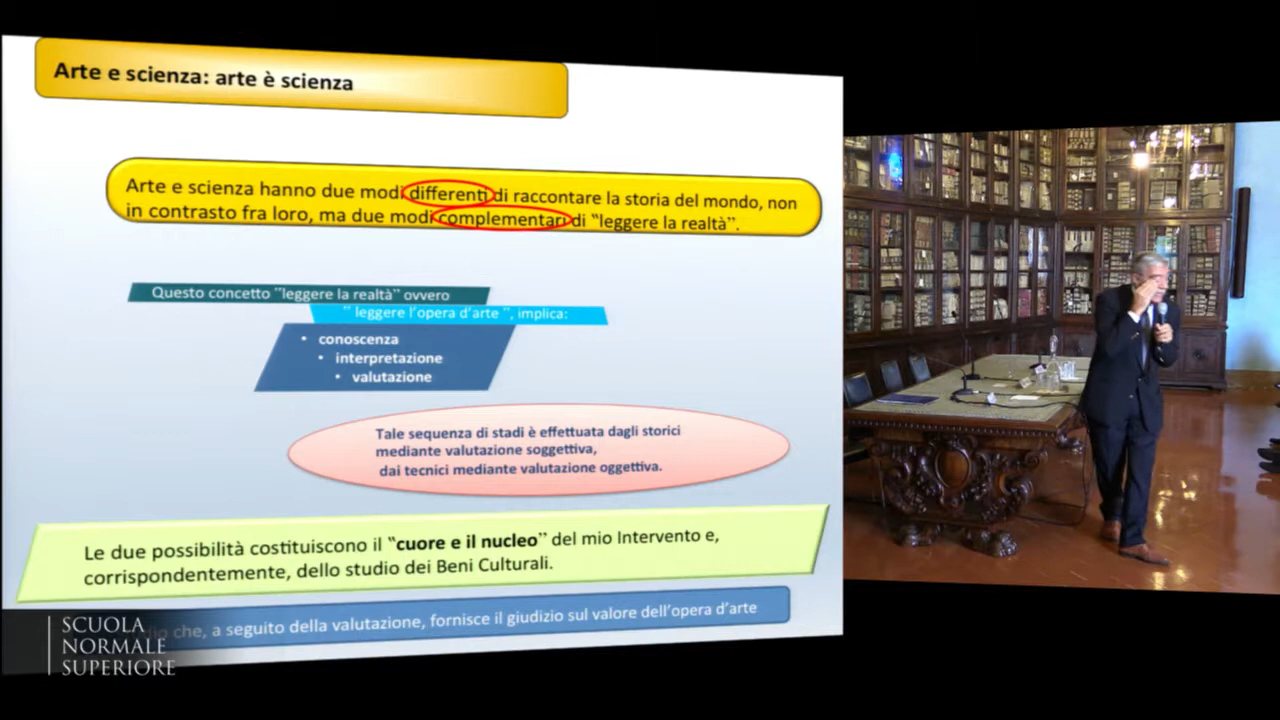 Arte e scienza: arte è scienza
Arte e scienza hanno due modi differenti di raccontare la storia del mondo, non
in contrasto fra loro, ma due modi complementari di "leggere la realtà".
Questo concetto "leggere la realtà" ovvero
" leggere l'opera d'arte ", implica:
• conoscenza
• interpretazione
• valutazione
Tale sequenza di stadi è effettuata dagli storici
mediante valutazione soggettiva,
dai tecnici mediante valutazione oggettiva.
Le due possibilità costituiscono il "cuore e il nucleo" del mio Intervento e,
corrispondentemente, dello studio dei Beni Culturali.
che, a seguito della valutazione, fornisce il giudizio sul valore dell'opera d'arte
SCUOLA
NORMALE
SUPERIORE